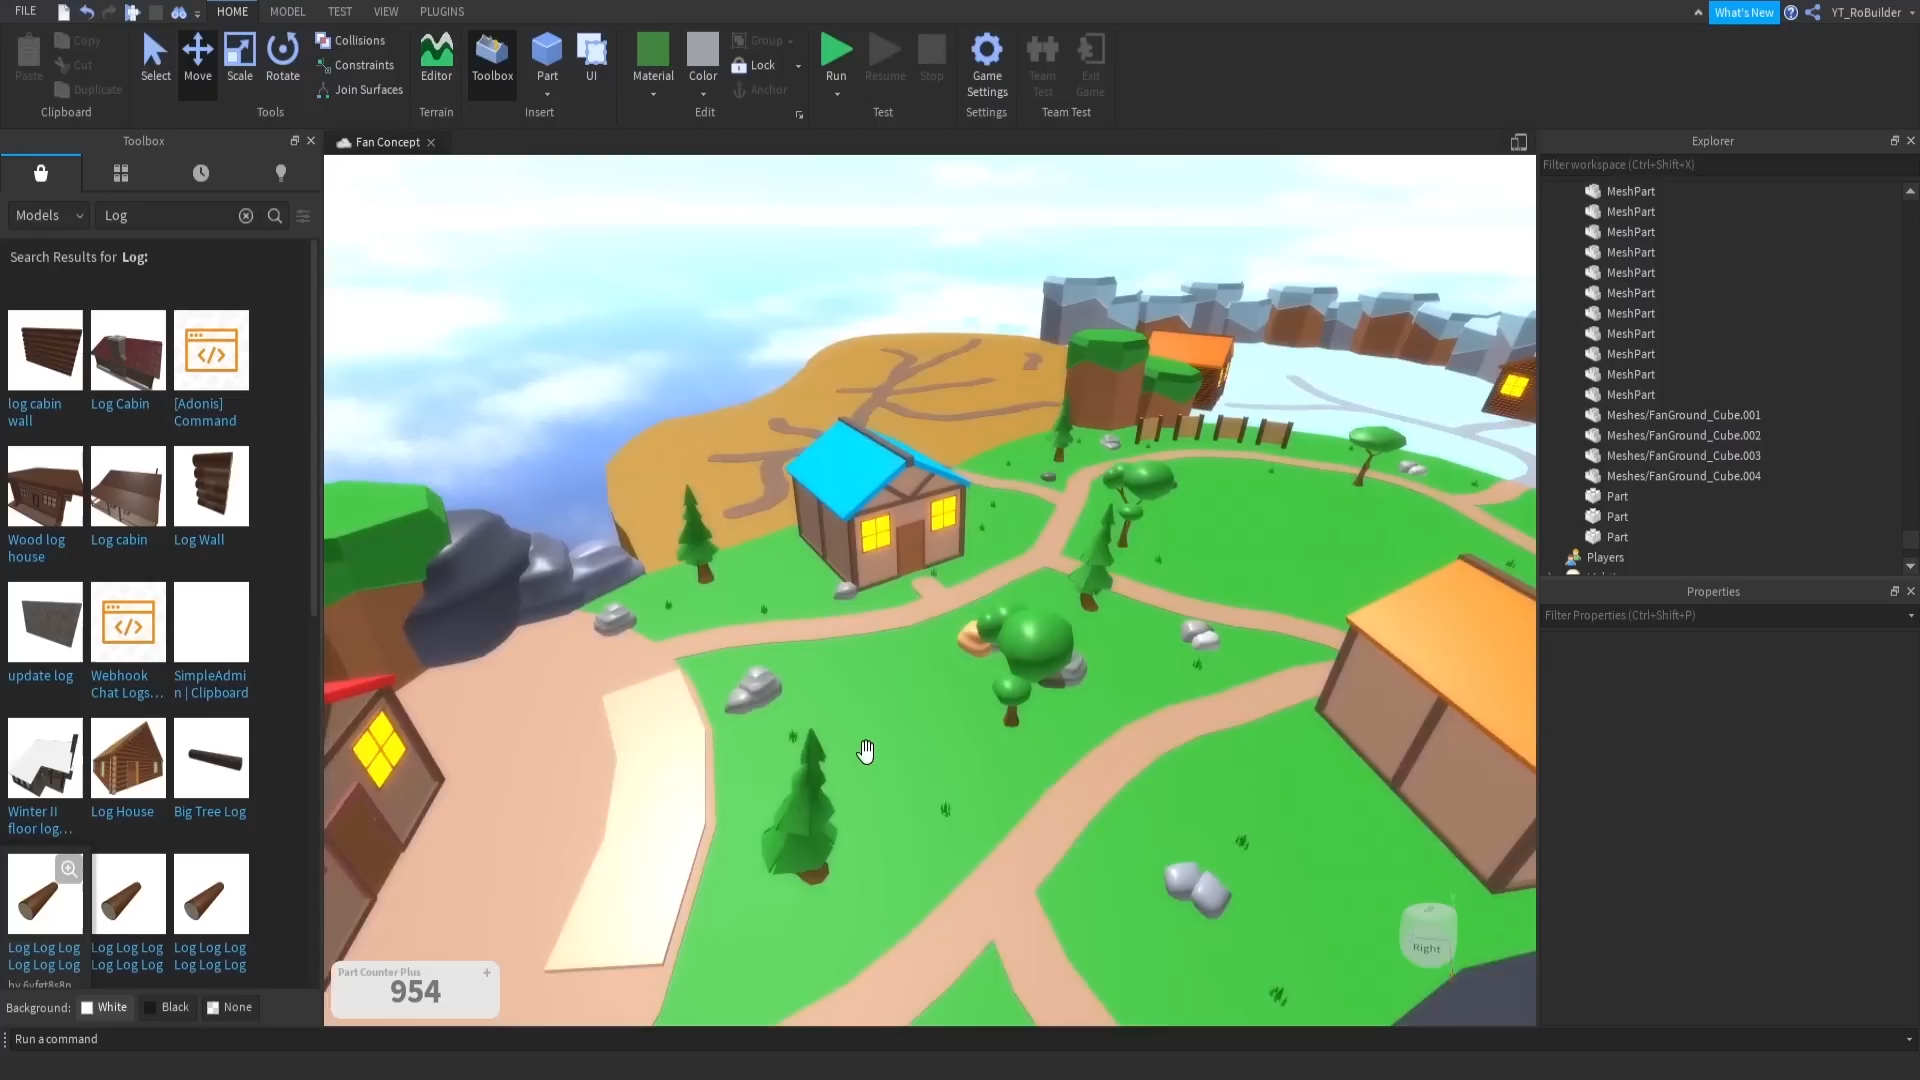 FILE
HOME
MODEL
TEST
VIEW
PLUGINS
What's New
YT_RoBuilder
Paste
Copy
Cut
Duplicate
Clipboard
Select
Move
Scale
Rotate
Collisions
Constraints
Join Surfaces
Tools
Editor
Terrain
Toolbox
Part
UI
Insert
Material
Color
Group
Lock
Anchor
Edit
Run
Resume
Stop
Test
Game
Settings
Settings
Team
Test
Exit
Game
Team Test
Toolbox
Models
Log
Search Results for Log:
log cabin
wall
Log Cabin
[Adonis]
Command
Wood log
house
Log cabin
Log Wall
update log
Webhook
Chat Logs...
SimpleAdmi
n | Clipboard
Winter II
floor log...
Log House
Big Tree Log
Log Log Log
Log Log Log
Log Log Log
Log Log Log
Log Log Log
Log Log Log
Background:
White
Black
None
Run a command
Fan Concept
Part Counter Plus
+
954
Right
Explorer
Filter workspace (Ctrl+Shift+X)
MeshPart
MeshPart
MeshPart
MeshPart
MeshPart
MeshPart
MeshPart
MeshPart
MeshPart
MeshPart
MeshPart
Meshes/FanGround_Cube.001
Meshes/FanGround_Cube.002
Meshes/FanGround_Cube.003
Meshes/FanGround_Cube.004
Part
Part
Part
Players
Properties
Filter Properties (Ctrl+Shift+P)